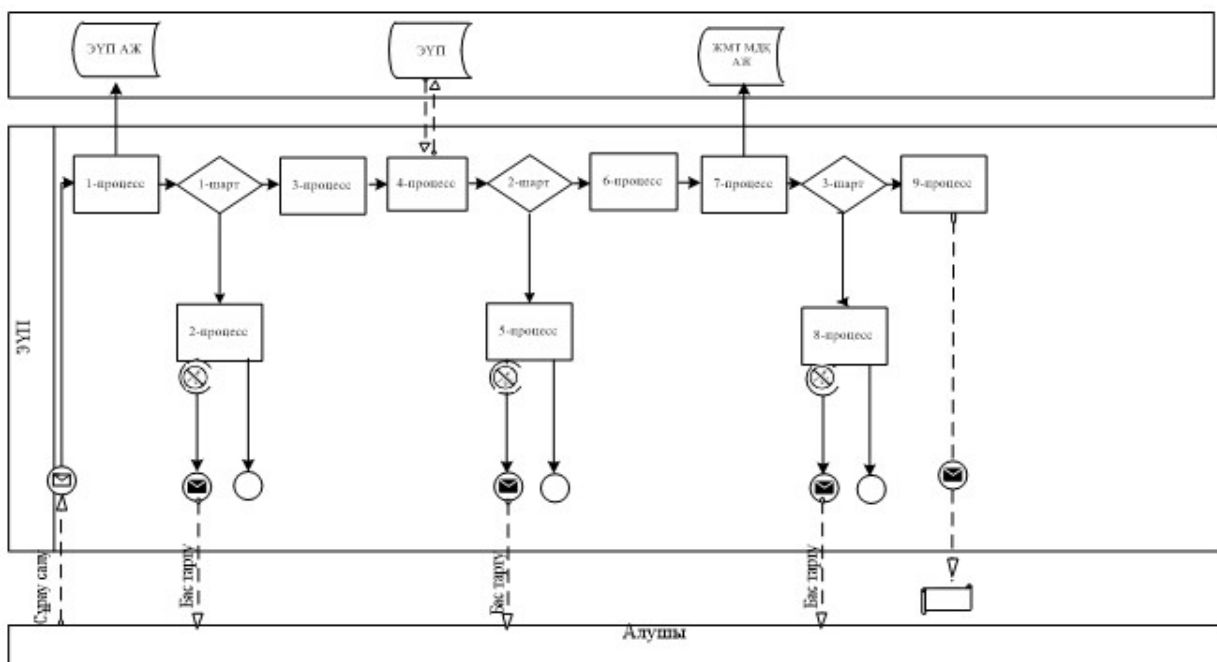 ЭҮП АЖ
ЭҮП
ЖМТ МДҚ
АЖ
1-процесс
1-шарт
3-процесс
4-процесс
2-шарт
6-процесс
7-процесс
3-шарт
9-процесс
2-процесс
5-процесс
8-процесс
ЭҮП
Сұрау салу
Бас тарту
Бас тарту
Бас тарту
Алушы